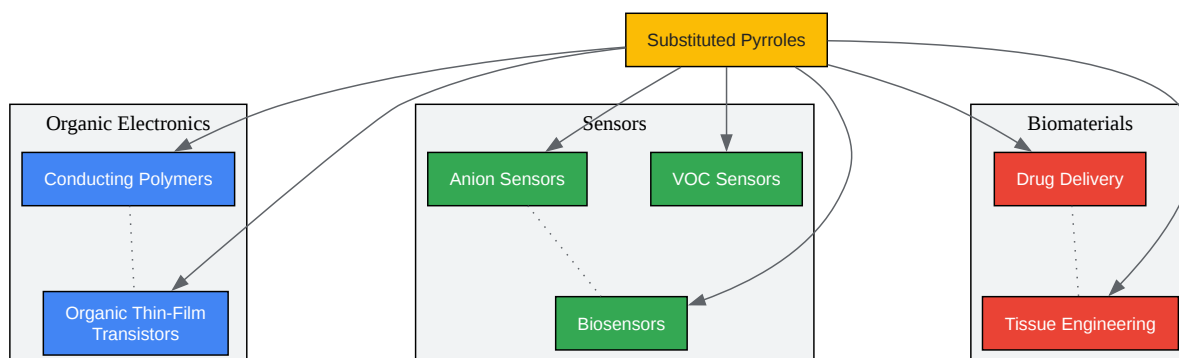 Substituted Pyrroles
Organic Electronics
Conducting Polymers
Organic Thin-Film
Transistors
Sensors
Anion Sensors
VOC Sensors
Biosensors
Biomaterials
Drug Delivery
Tissue Engineering